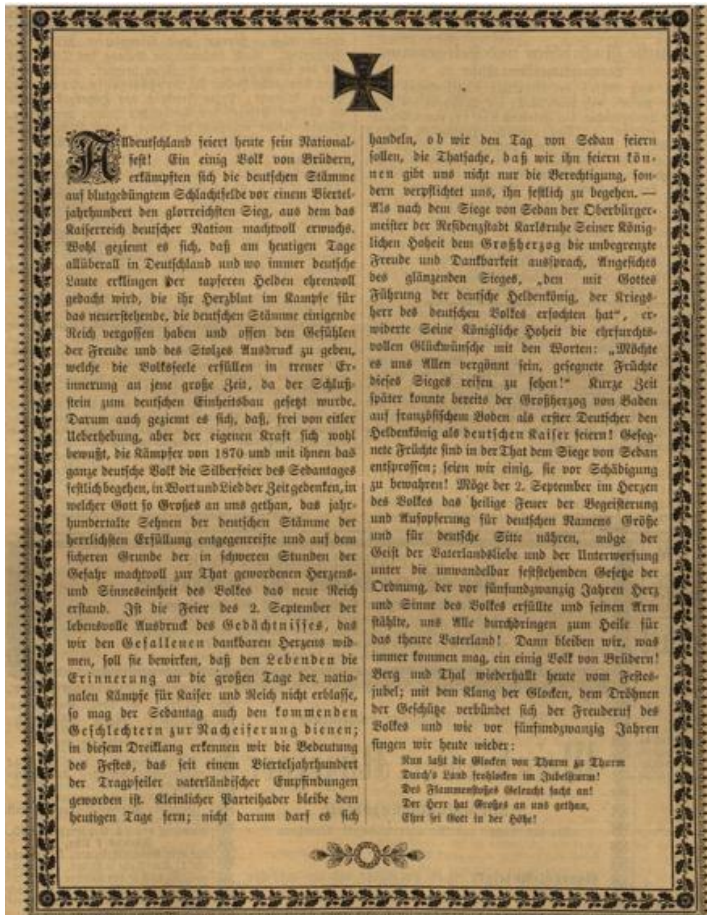 Alldeutschland feiert heute sein National-
fest! Ein einig Volk von Brüdern,
erkämpften sich die deutschen Stämme
auf blutgedüngtem Schlachtfelde vor einem Viertel-
jahrhundert den glorreichsten Sieg, aus dem das
Kaiserreich deutscher Nation machtvoll erwuchs.
Wohl geziemt es sich, daß am heutigen Tage
allüberall in Deutschland und wo immer deutsche
Laute erklingen der tapferen Helden ehrenvoll
gedacht wird, die ihr Herzblut im Kampfe für
das neuerstehende, die deutschen Stämme einigende
Reich vergossen haben und offen den Gefühlen
der Freude und des Stolzes Ausdruck zu geben,
welche die Volksseele erfüllen in treuer Er-
innerung an jene große Zeit, da der Schluß-
stein zum deutschen Einheitsbau gesetzt wurde.
Darum auch geziemt es sich, daß, frei von eitler
Ueberhebung, aber der eigenen Kraft sich wohl
bewußt, die Kämpfer von 1870 und mit ihnen das
ganze deutsche Volk die Silberfeier des Sedantages
festlich begehen, in Wort und Lied der Zeit gedenken, in
welcher Gott so Großes an uns gethan, das jahr-
hundertalte Sehnen der deutschen Stämme der
herrlichsten Erfüllung entgegenreifte und auf dem
sicheren Grunde der in schweren Stunden der
Gefahr machtvoll zur That gewordenen Herzens-
und Sinneseinheit des Volkes das neue Reich
erstand. Ist die Feier des 2. September der
lebensvolle Ausdruck des Gedächtnisses, das
wir den Gefallenen dankbaren Herzens wid-
men, soll sie bewirken, daß den Lebenden die
Erinnerung an die großen Tage der natio-
nalen Kämpfe für Kaiser und Reich nicht erblasse,
so mag der Sedantag auch den kommenden
Geschlechtern zur Nacheiferung dienen;
in diesem Dreiklang erkennen wir die Bedeutung
des Festes, das seit einem Vierteljahrhundert
der Tragpfeiler vaterländischer Empfindungen
geworden ist. Kleinlicher Parteihader bleibe dem
heutigen Tage fern; nicht darum darf es sich
handeln, ob wir den Tag von Sedan feiern
sollen, die Thatsache, daß wir ihn feiern kön-
nen gibt uns nicht nur die Berechtigung, son-
dern verpflichtet uns, ihn festlich zu begehen. —
Als nach dem Siege von Sedan der Oberbürger-
meister der Residenzstadt Karlsruhe Seiner König-
lichen Hoheit dem Großherzog die unbegrenzte
Freude und Dankbarkeit aussprach, Angesichts
des glänzenden Sieges, „den mit Gottes
Führung der deutsche Heldenkönig, der Kriegs-
herr des deutschen Volkes erfochten hat“, er-
widerte Seine Königliche Hoheit die ehrfurchts-
vollen Glückwünsche mit den Worten: „Möchte
es uns Allen vergönnt sein, gesegnete Früchte
dieses Sieges reifen zu sehen!“ Kurze Zeit
später konnte bereits der Großherzog von Baden
auf französischem Boden als erster Deutscher den
Heldenkönig als deutschen Kaiser feiern! Geseg-
nete Früchte sind in der That dem Siege von Sedan
entsprossen; seien wir einig, sie vor Schädigung
zu bewahren! Möge der 2. September im Herzen
des Volkes das heilige Feuer der Begeisterung
und Aufopferung für deutschen Namens Größe
und für deutsche Sitte nähren, möge der
Geist der Vaterlandsliebe und der Unterwerfung
unter die unwandelbar feststehenden Gesetze der
Ordnung, der vor fünfundzwanzig Jahren Herz
und Sinne des Volkes erfüllte und seinen Arm
stählte, uns Alle durchdringen zum Heile für
das theure Vaterland! Dann bleiben wir, was
immer kommen mag, ein einig Volk von Brüdern!
Berg und Thal wiederhallt heute vom Festes-
jubel; mit dem Klang der Glocken, dem Dröhnen
der Geschütze verbündet sich der Freuderuf des
Volkes und wie vor fünfundzwanzig Jahren
singen wir heute wieder:
Nun laßt die Glocken von Thurm zu Thurm
Durch's Land frohlocken im Jubelsturm!
Des Flammenstoßes Geleucht facht an!
Der Herr hat Großes an uns gethan,
Ehre sei Gott in der Höhe!